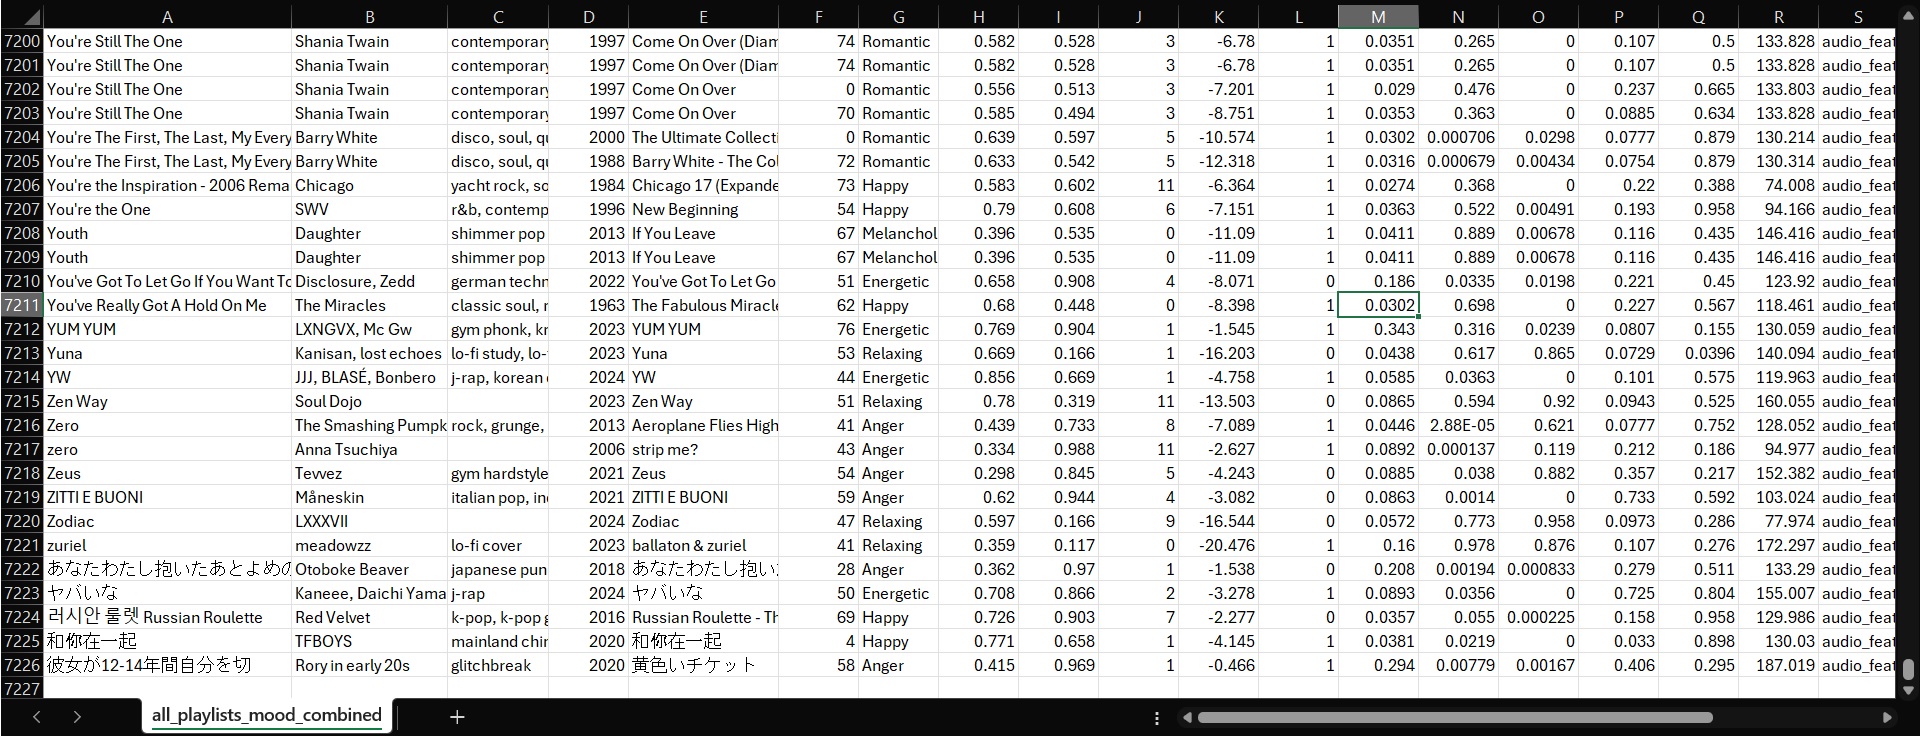 A B C D E F G H I J K L M N O P Q R S
7200 You're Still The One Shania Twain contemporary 1997 Come On Over (Diam 74 Romantic 0.582 0.528 3 -6.78 1 0.0351 0.265 0 0.107 0.5 133.828 audio_feat
7201 You're Still The One Shania Twain contemporary 1997 Come On Over (Diam 74 Romantic 0.582 0.528 3 -6.78 1 0.0351 0.265 0 0.107 0.5 133.828 audio_feat
7202 You're Still The One Shania Twain contemporary 1997 Come On Over 0 Romantic 0.556 0.513 3 -7.201 1 0.029 0.476 0 0.237 0.665 133.803 audio_feat
7203 You're Still The One Shania Twain contemporary 1997 Come On Over 70 Romantic 0.585 0.494 3 -8.751 1 0.0353 0.363 0 0.0885 0.634 133.828 audio_feat
7204 You're The First, The Last, My Every Barry White disco, soul, qu 2000 The Ultimate Collecti 0 Romantic 0.639 0.597 5 -10.574 1 0.0302 0.000706 0.0298 0.0777 0.879 130.214 audio_feat
7205 You're The First, The Last, My Every Barry White disco, soul, qu 1988 Barry White - The Col 72 Romantic 0.633 0.542 5 -12.318 1 0.0316 0.000679 0.00434 0.0754 0.879 130.314 audio_feat
7206 You're the Inspiration - 2006 Rema Chicago yacht rock, so 1984 Chicago 17 (Expande 73 Happy 0.583 0.602 11 -6.364 1 0.0274 0.368 0 0.22 0.388 74.008 audio_feat
7207 You're the One SWV r&b, contemp 1996 New Beginning 54 Happy 0.79 0.608 6 -7.151 1 0.0363 0.522 0.00491 0.193 0.958 94.166 audio_feat
7208 Youth Daughter shimmer pop 2013 If You Leave 67 Melanchol 0.396 0.535 0 -11.09 1 0.0411 0.889 0.00678 0.116 0.435 146.416 audio_feat
7209 Youth Daughter shimmer pop 2013 If You Leave 67 Melanchol 0.396 0.535 0 -11.09 1 0.0411 0.889 0.00678 0.116 0.435 146.416 audio_feat
7210 You've Got To Let Go If You Want To Disclosure, Zedd german techn 2022 You've Got To Let Go 51 Energetic 0.658 0.908 4 -8.071 0 0.186 0.0335 0.0198 0.221 0.45 123.92 audio_feat
7211 You've Really Got A Hold On Me The Miracles classic soul, r 1963 The Fabulous Miracle 62 Happy 0.68 0.448 0 -8.398 1 0.0302 0.698 0 0.227 0.567 118.461 audio_feat
7212 YUM YUM LXNGVX, Mc Gw gym phonk, kr 2023 YUM YUM 76 Energetic 0.769 0.904 1 -1.545 1 0.343 0.316 0.0239 0.0807 0.155 130.059 audio_feat
7213 Yuna Kanisan, lost echoes lo-fi study, lo- 2023 Yuna 53 Relaxing 0.669 0.166 1 -16.203 0 0.0438 0.617 0.865 0.0729 0.0396 140.094 audio_feat
7214 YW JJJ, BLASÉ, Bonbero j-rap, korean 2024 YW 44 Energetic 0.856 0.669 1 -4.758 1 0.0585 0.0363 0 0.101 0.575 119.963 audio_feat
7215 Zen Way Soul Dojo 2023 Zen Way 51 Relaxing 0.78 0.319 11 -13.503 0 0.0865 0.594 0.92 0.0943 0.525 160.055 audio_feat
7216 Zero The Smashing Pumpk rock, grunge, 2013 Aeroplane Flies High 41 Anger 0.439 0.733 8 -7.089 1 0.0446 2.88E-05 0.621 0.0777 0.752 128.052 audio_feat
7217 zero Anna Tsuchiya 2006 strip me? 43 Anger 0.334 0.988 11 -2.627 1 0.0892 0.000137 0.119 0.212 0.186 94.977 audio_feat
7218 Zeus Tevvez gym hardstyle 2021 Zeus 54 Anger 0.298 0.845 5 -4.243 0 0.0885 0.038 0.882 0.357 0.217 152.382 audio_feat
7219 ZITTI E BUONI Måneskin italian pop, inc 2021 ZITTI E BUONI 59 Anger 0.62 0.944 4 -3.082 0 0.0863 0.0014 0 0.733 0.592 103.024 audio_feat
7220 Zodiac LXXXVII 2024 Zodiac 47 Relaxing 0.597 0.166 9 -16.544 0 0.0572 0.773 0.958 0.0973 0.286 77.974 audio_feat
7221 zuriel meadowzz lo-fi cover 2023 ballaton & zuriel 41 Relaxing 0.359 0.117 0 -20.476 1 0.16 0.978 0.876 0.107 0.276 172.297 audio_feat
7222 あなたわたし抱いたあとよめの Otoboke Beaver japanese pun 2018 あなたわたし抱い 28 Anger 0.362 0.97 1 -1.538 0 0.208 0.00194 0.000833 0.279 0.511 133.29 audio_feat
7223 ヤバいな Kaneee, Daichi Yama j-rap 2024 ヤバいな 50 Energetic 0.708 0.866 2 -3.278 1 0.0893 0.0356 0 0.725 0.804 155.007 audio_feat
7224 러시안 룰렛 Russian Roulette Red Velvet k-pop, k-pop g 2016 Russian Roulette - Th 69 Happy 0.726 0.903 7 -2.277 0 0.0357 0.055 0.000225 0.158 0.958 129.986 audio_feat
7225 和你在一起 TFBOYS mainland chin 2020 和你在一起 4 Happy 0.771 0.658 1 -4.145 1 0.0381 0.0219 0 0.033 0.898 130.03 audio_feat
7226 彼女が12-14年間自分を切 Rory in early 20s glitchbreak 2020 黄色いチケット 58 Anger 0.415 0.969 1 -0.466 1 0.294 0.00779 0.00167 0.406 0.295 187.019 audio_feat
7227
all_playlists_mood_combined